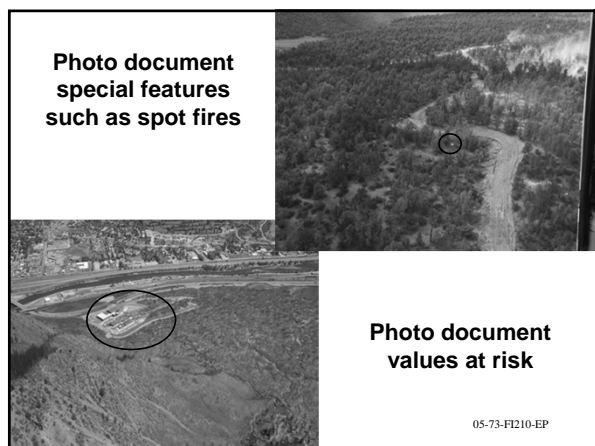 Photo document
special features
such as spot fires
Photo document
values at risk
05-73-FI210-EP